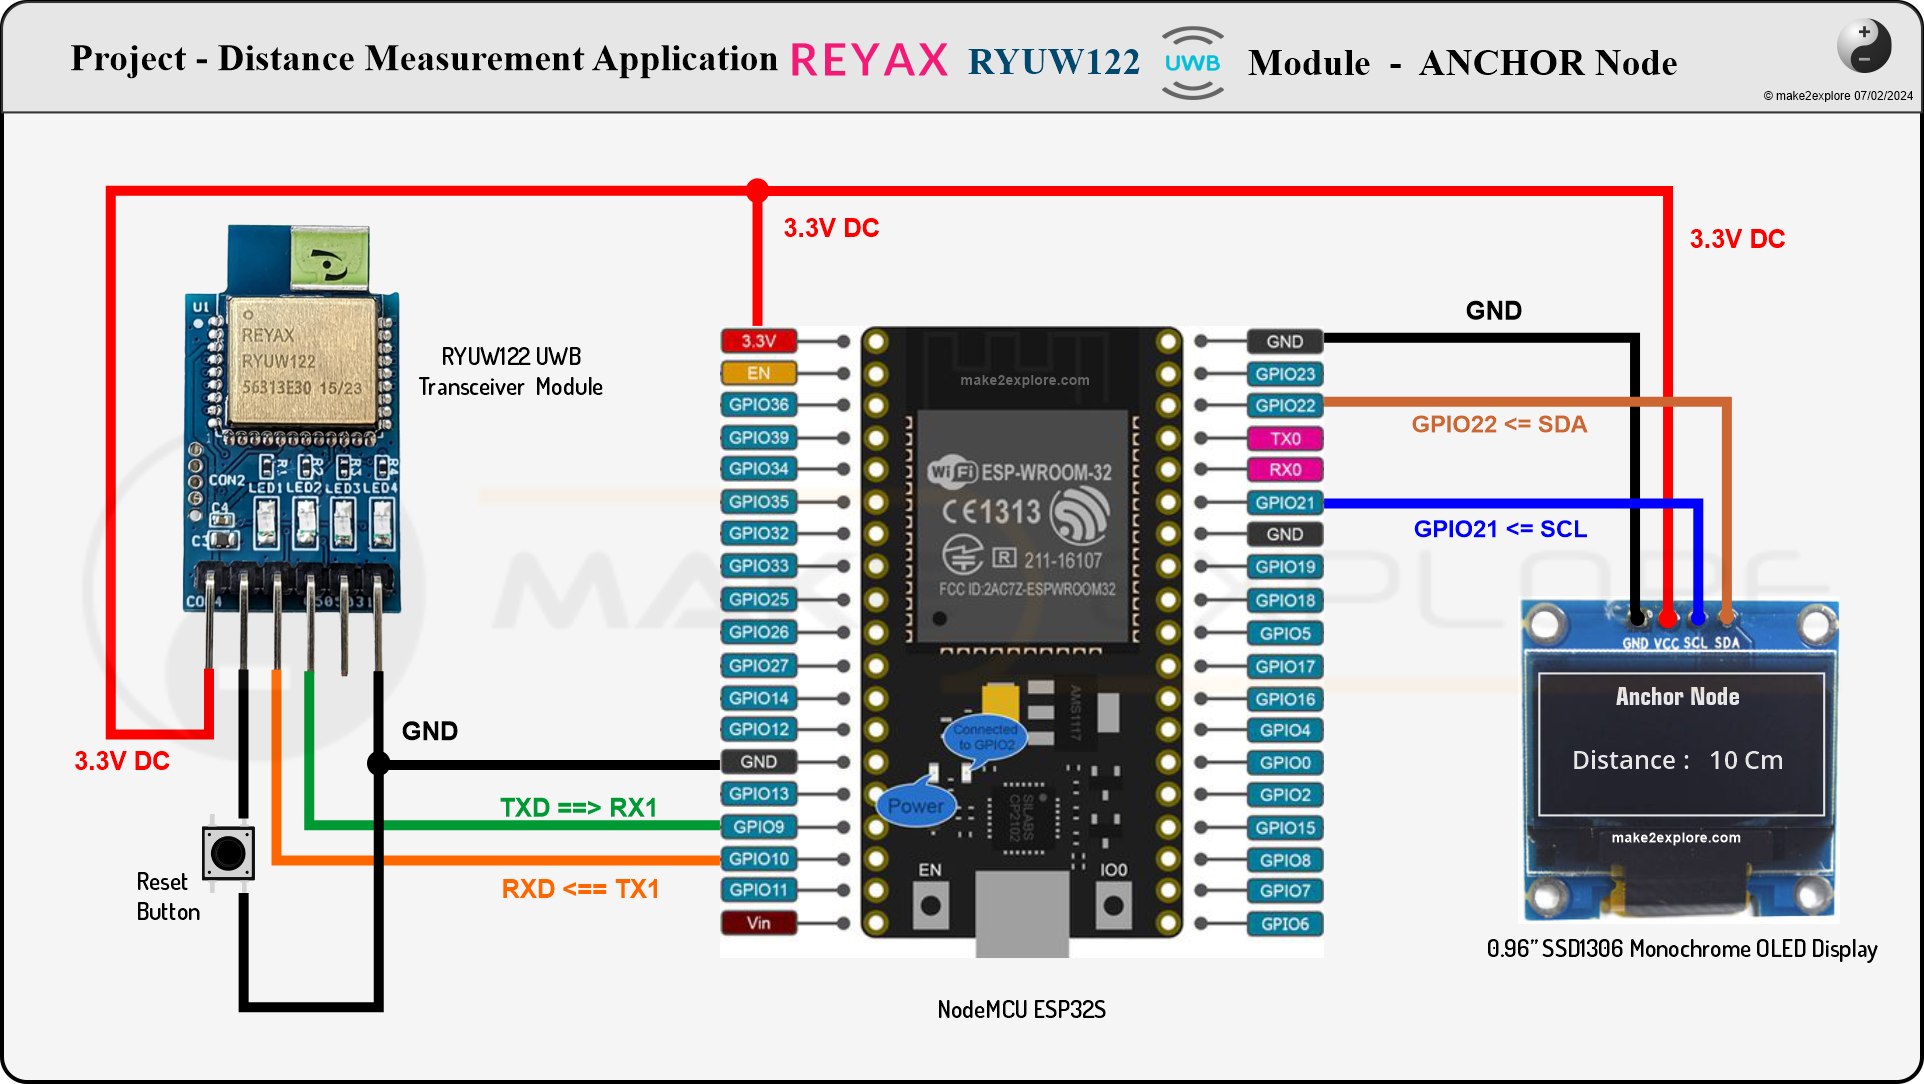 Project - Distance Measurement Application REYAX RYUW122 UWB Module - ANCHOR Node
© make2explore 07/02/2024
3.3V DC
3.3V DC
GND
U1
REYAX
RYUW122
56313E30 15/23
RYUW122 UWB
Transceiver Module
R1 R2 R3 R4
CON2
LED1 LED2 LED3 LED4
C4
C3
3.3V DC
GND
TXD ==> RX1
RXD <== TX1
Reset
Button
3.3V
EN
GPIO36
GPIO39
GPIO34
GPIO35
GPIO32
GPIO33
GPIO25
GPIO26
GPIO27
GPIO14
GPIO12
GND
GPIO13
GPIO9
GPIO10
GPIO11
Vin
make2explore.com
WiFi ESP-WROOM-32
CE1313
R 211-16107
FCC ID:2AC7Z-ESPWROOM32
AMS1117
Connected
to GPIO2
Power
SILABS
CP2102
EN
IO0
GND
GPIO23
GPIO22
TX0
RX0
GPIO21
GND
GPIO19
GPIO18
GPIO5
GPIO17
GPIO16
GPIO4
GPIO0
GPIO2
GPIO15
GPIO8
GPIO7
GPIO6
NodeMCU ESP32S
GPIO22 <= SDA
GPIO21 <= SCL
GND VCC SCL SDA
Anchor Node
Distance : 10 Cm
make2explore.com
0.96” SSD1306 Monochrome OLED Display